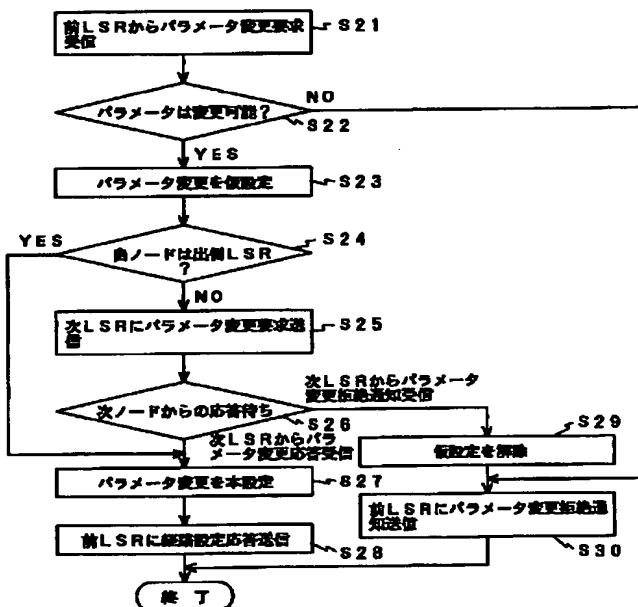 前LSRからパラメータ変更要求
受信
S21
パラメータは変更可能?
NO
S22
YES
パラメータ変更を仮設定
S23
YES
ノードは出側LSR
?
S24
NO
次LSRにパラメータ変更要求送
信
S25
次LSRからパラメータ
変更拒絶通知受信
次ノードからの応答待ち
S26
次LSRからパラ
メータ変更応答受信
S29
仮設定を解除
パラメータ変更を本設定
S27
前LSRにパラメータ変更拒絶通
知送信
S30
前LSRに経路設定応答送信
S28
終了